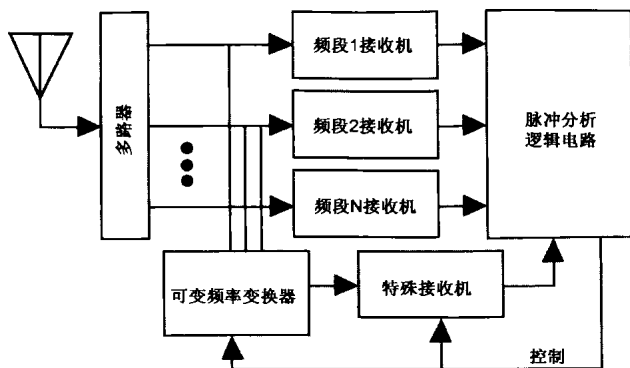 多路器
频段1接收机
频段2接收机
频段N接收机
脉冲分析
逻辑电路
可变频率变换器
特殊接收机
控制